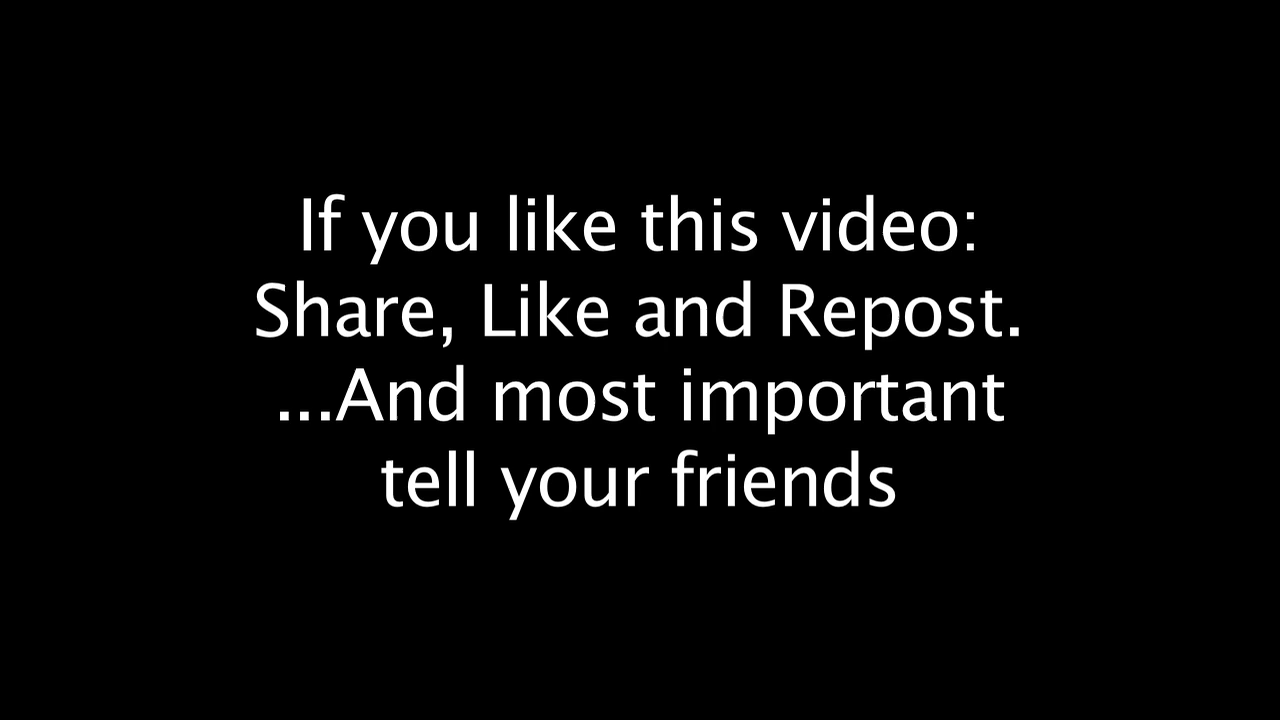 If you like this video:
Share, Like and Repost.
...And most important
tell your friends